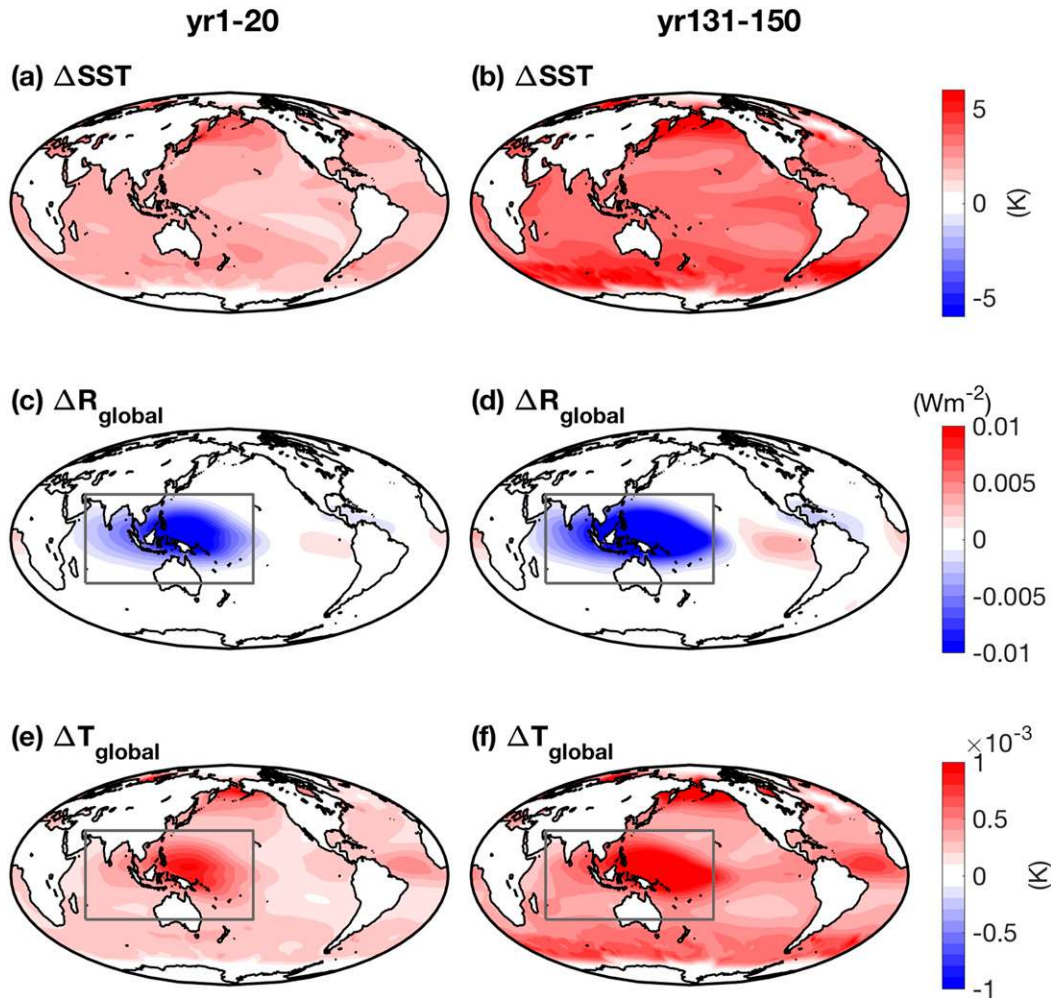 yr1-20 yr131-150
(a) ΔSST (b) ΔSST
5
0
-5
(K)
(c) ΔR_global (d) ΔR_global (Wm⁻²)
0.01
0.005
0
-0.005
-0.01
(e) ΔT_global (f) ΔT_global ×10⁻³
1
0.5
0
-0.5
-1
(K)